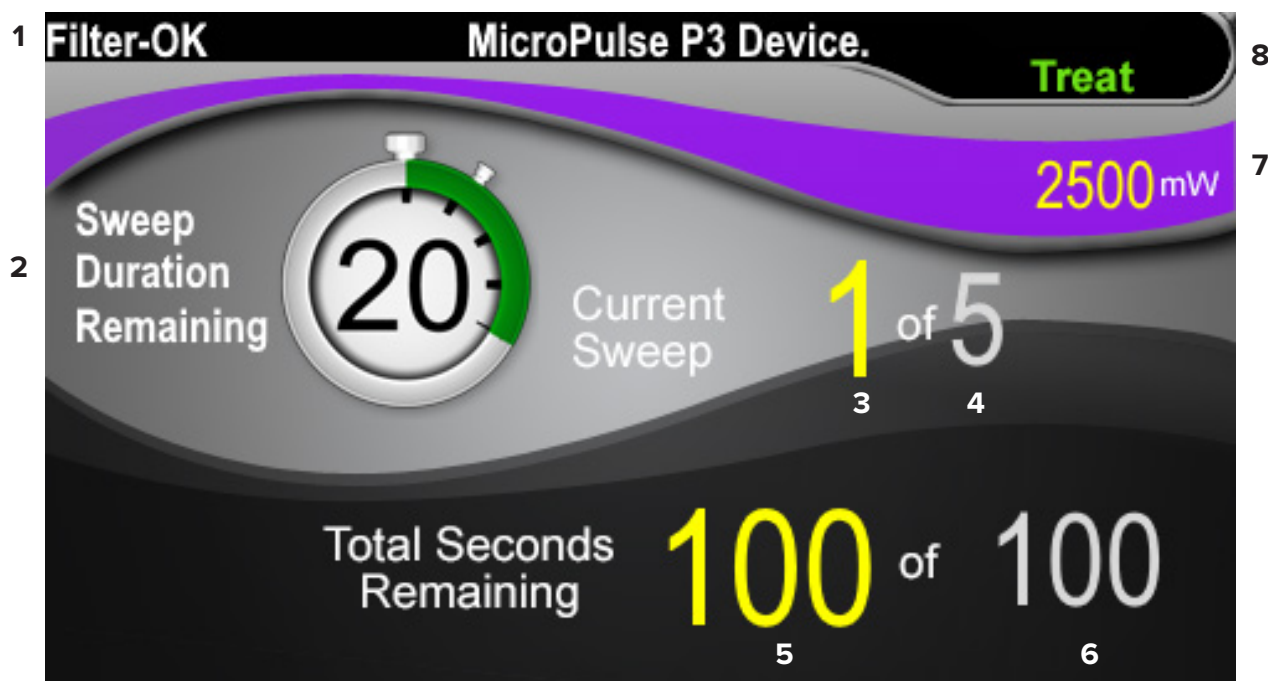 1
Filter-OK
MicroPulse P3 Device.
8
Treat
7
2500 mW
2
Sweep
Duration
Remaining
20
Current
Sweep
1 of 5
3
4
Total Seconds
Remaining
100 of 100
5
6